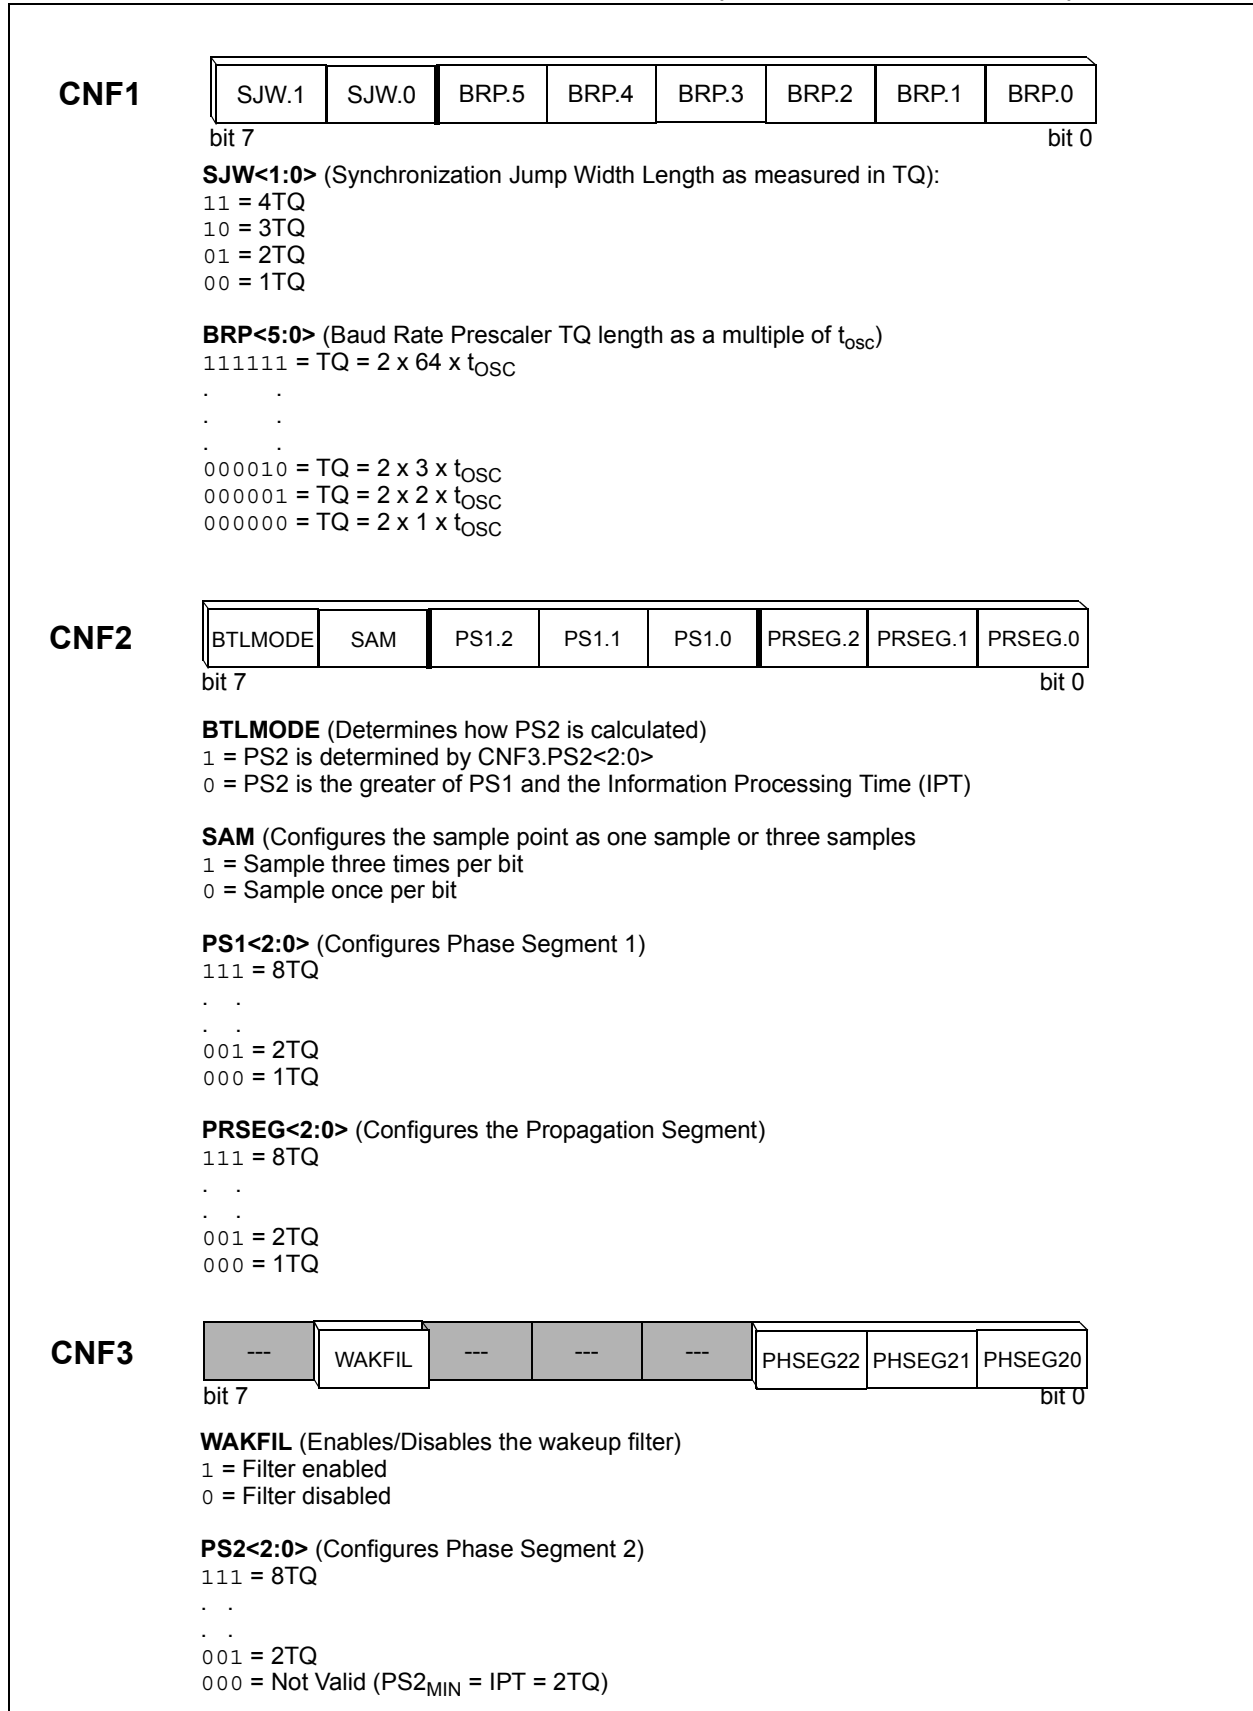 CNF1
SJW.1 SJW.0 BRP.5 BRP.4 BRP.3 BRP.2 BRP.1 BRP.0
bit 7 bit 0
SJW<1:0> (Synchronization Jump Width Length as measured in TQ):
11 = 4TQ
10 = 3TQ
01 = 2TQ
00 = 1TQ
BRP<5:0> (Baud Rate Prescaler TQ length as a multiple of tosc)
111111 = TQ = 2 x 64 x tOSC
. .
. .
. .
000010 = TQ = 2 x 3 x tOSC
000001 = TQ = 2 x 2 x tOSC
000000 = TQ = 2 x 1 x tOSC
CNF2
BTLMODE SAM PS1.2 PS1.1 PS1.0 PRSEG.2 PRSEG.1 PRSEG.0
bit 7 bit 0
BTLMODE (Determines how PS2 is calculated)
1 = PS2 is determined by CNF3.PS2<2:0>
0 = PS2 is the greater of PS1 and the Information Processing Time (IPT)
SAM (Configures the sample point as one sample or three samples
1 = Sample three times per bit
0 = Sample once per bit
PS1<2:0> (Configures Phase Segment 1)
111 = 8TQ
. .
. .
001 = 2TQ
000 = 1TQ
PRSEG<2:0> (Configures the Propagation Segment)
111 = 8TQ
. .
. .
001 = 2TQ
000 = 1TQ
CNF3
--- WAKFIL --- --- --- PHSEG22 PHSEG21 PHSEG20
bit 7 bit 0
WAKFIL (Enables/Disables the wakeup filter)
1 = Filter enabled
0 = Filter disabled
PS2<2:0> (Configures Phase Segment 2)
111 = 8TQ
. .
. .
001 = 2TQ
000 = Not Valid (PS2MIN = IPT = 2TQ)